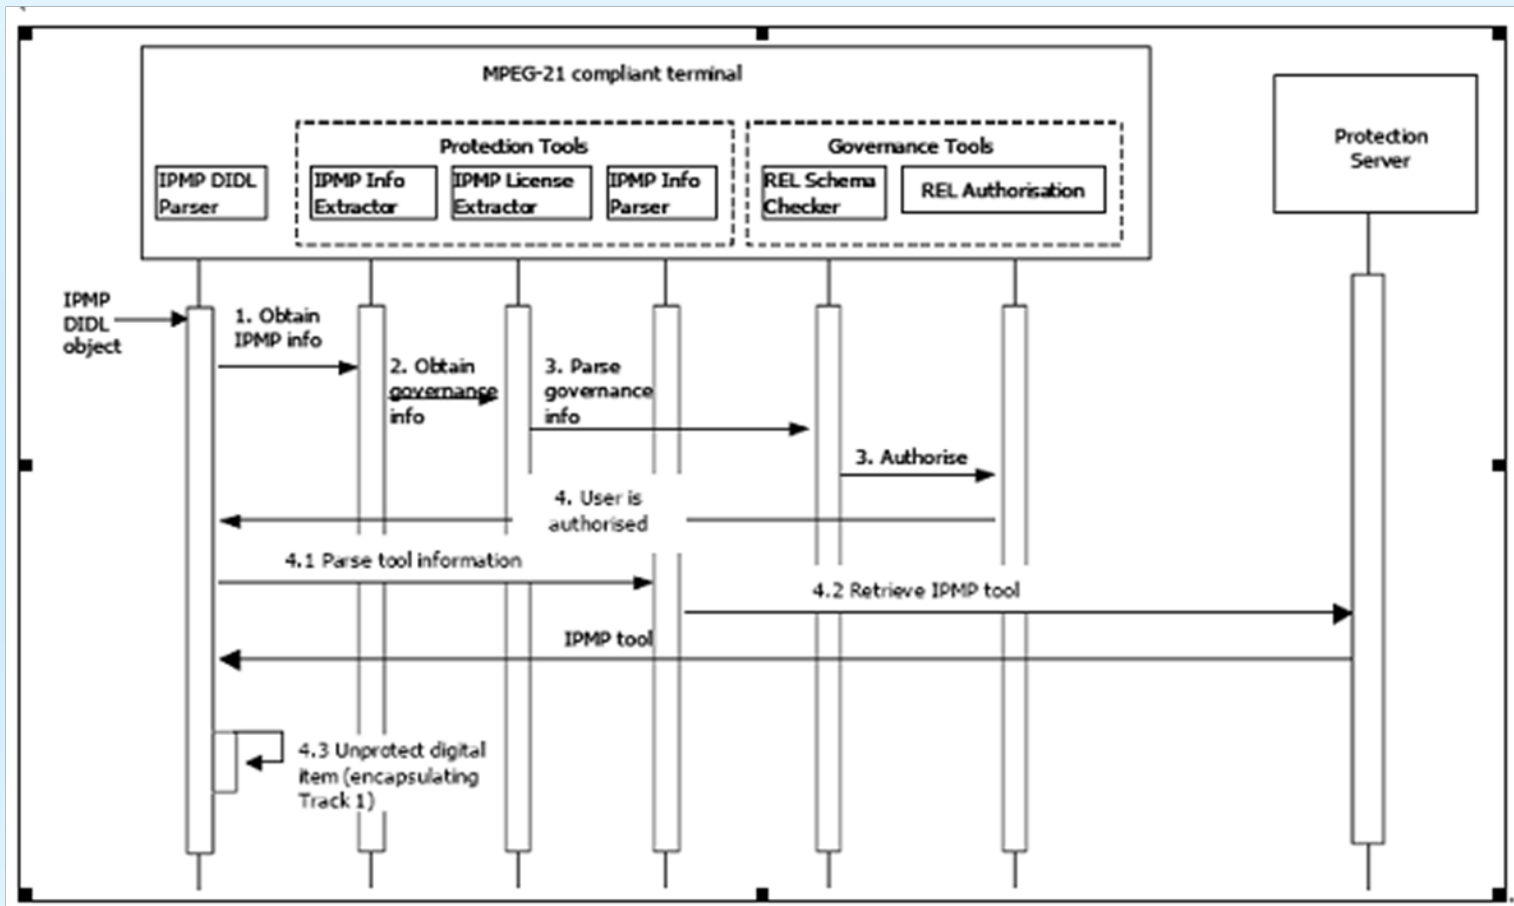 MPEG-21 compliant terminal
Protection Tools
Governance Tools
Protection
Server
IPMP DIDL
Parser
IPMP Info
Extractor
IPMP License
Extractor
IPMP Info
Parser
REL Schema
Checker
REL Authorisation
IPMP
DIDL
object
1. Obtain
IPMP info
2. Obtain
governance
info
3. Parse
governance
info
3. Authorise
4. User is
authorised
4.1 Parse tool information
4.2 Retrieve IPMP tool
IPMP tool
4.3 Unprotect digital
item (encapsulating
Track 1)